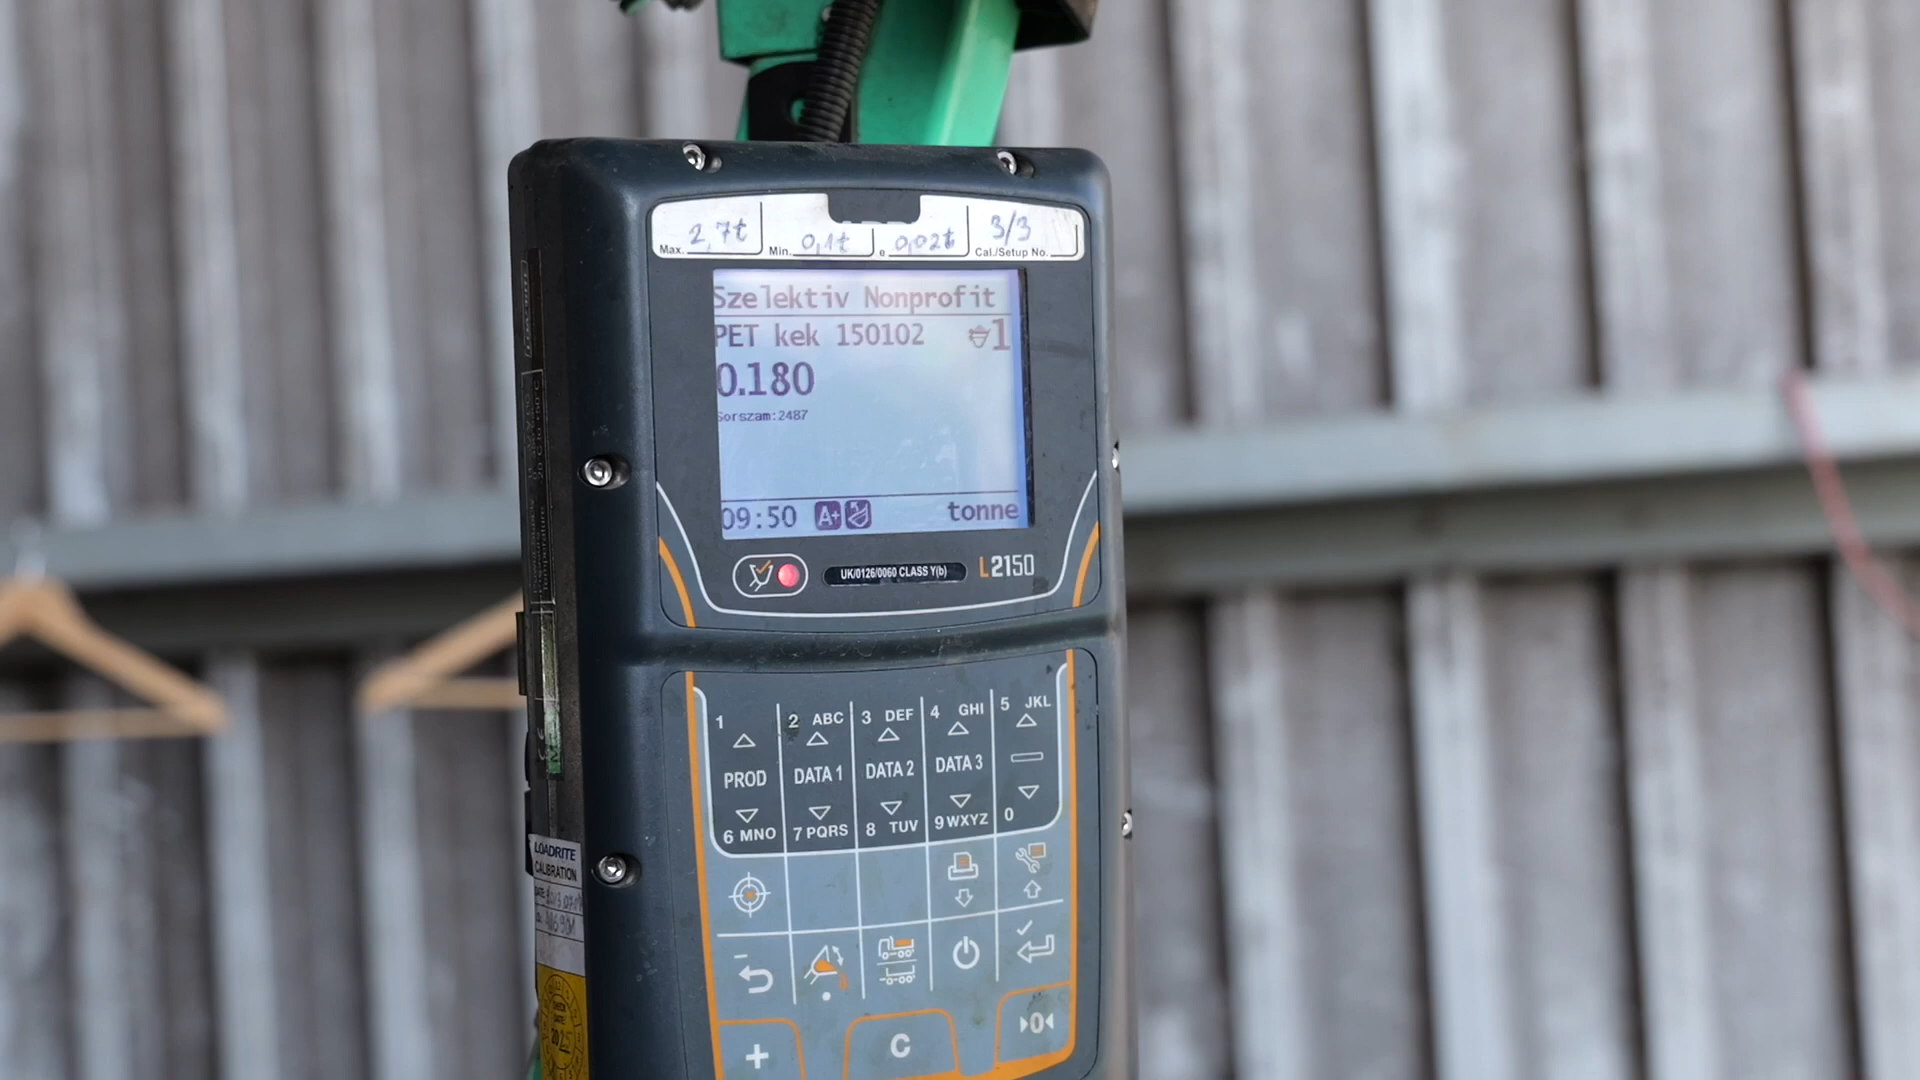 2,7t
0,1t
0,02t
3/3
Max.
Min.
e
Cal./Setup No.
Szelektiv Nonprofit
PET kek 150102
1
0.180
Sorszam:2487
09:50 A+ tonne
UK/0126/0060 CLASS Y(b)
L2150
1
2 ABC
3 DEF
4 GHI
5 JKL
PROD
DATA 1
DATA 2
DATA 3
6 MNO
7 PQRS
8 TUV
9 WXYZ
0
+
C
0
LOADRITE
CALIBRATION